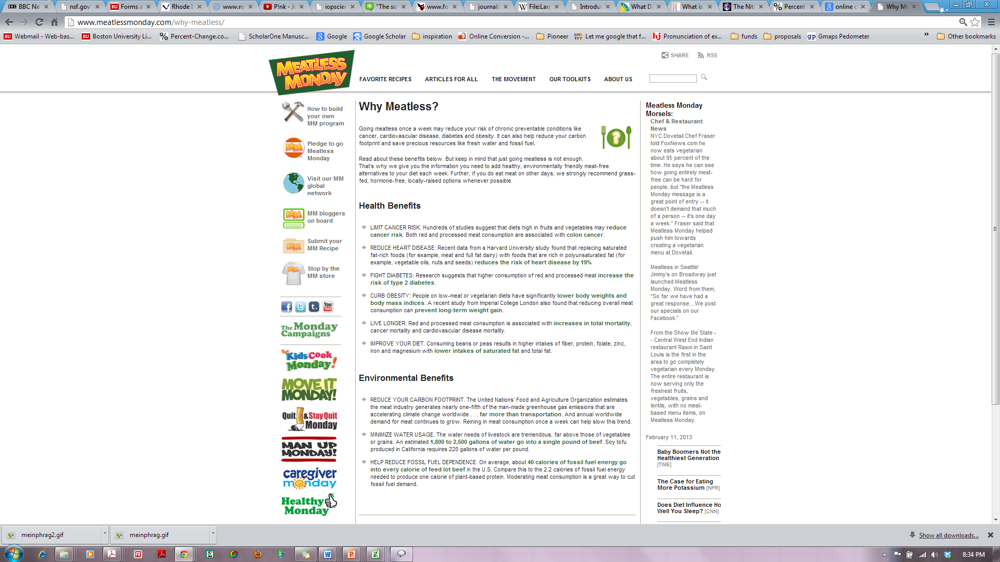 BBC Ne
nsf.gov
Forms a
Rhode I
www.ns
P!nk - Ju
iopscien
"The so
www.fo
journals
File:Larg
Introdu
What D
What is
The Nit
Percent
online c
Why Me
www.meatlessmonday.com/why-meatless/
Webmail - Web-bas...
Boston University Li...
Percent-Change.co...
ScholarOne Manusc...
Google
Google Scholar
inspiration
Online Conversion -...
Pioneer
Let me google that f...
Pronunciation of ex...
funds
proposals
Gmaps Pedometer
»
Other bookmarks
MEATLESS
MONDAY
SHARE
RSS
FAVORITE RECIPES
ARTICLES FOR ALL
THE MOVEMENT
OUR TOOLKITS
ABOUT US
How to build
your own
MM program
Pledge to go
Meatless
Monday
Visit our MM
global
network
MM bloggers
on board
Submit your
MM Recipe
Stop by the
MM store
The Monday
Campaigns
The
KidsCook
Monday!
MOVE IT
MONDAY!
Quit & Stay Quit
Monday
MAN UP
MONDAY!
caregiver
monday
Healthy
Monday
Why Meatless?
Going meatless once a week may reduce your risk of chronic preventable conditions like
cancer, cardiovascular disease, diabetes and obesity. It can also help reduce your carbon
footprint and save precious resources like fresh water and fossil fuel.
Read about these benefits below. But keep in mind that just going meatless is not enough.
That's why we give you the information you need to add healthy, environmentally friendly meat-free
alternatives to your diet each week. Further, if you do eat meat on other days, we strongly recommend grass-
fed, hormone-free, locally-raised options whenever possible.
Health Benefits
LIMIT CANCER RISK: Hundreds of studies suggest that diets high in fruits and vegetables may reduce
cancer risk. Both red and processed meat consumption are associated with colon cancer.
REDUCE HEART DISEASE: Recent data from a Harvard University study found that replacing saturated
fat-rich foods (for example, meat and full fat dairy) with foods that are rich in polyunsaturated fat (for
example, vegetable oils, nuts and seeds) reduces the risk of heart disease by 19%
FIGHT DIABETES: Research suggests that higher consumption of red and processed meat increase the
risk of type 2 diabetes.
CURB OBESITY: People on low-meat or vegetarian diets have significantly lower body weights and
body mass indices. A recent study from Imperial College London also found that reducing overall meat
consumption can prevent long-term weight gain.
LIVE LONGER: Red and processed meat consumption is associated with increases in total mortality,
cancer mortality and cardiovascular disease mortality.
IMPROVE YOUR DIET. Consuming beans or peas results in higher intakes of fiber, protein, folate, zinc,
iron and magnesium with lower intakes of saturated fat and total fat.
Environmental Benefits
REDUCE YOUR CARBON FOOTPRINT. The United Nations' Food and Agriculture Organization estimates
the meat industry generates nearly one-fifth of the man-made greenhouse gas emissions that are
accelerating climate change worldwide . . . far more than transportation. And annual worldwide
demand for meat continues to grow. Reining in meat consumption once a week can help slow this trend.
MINIMIZE WATER USAGE. The water needs of livestock are tremendous, far above those of vegetables
or grains. An estimated 1,800 to 2,500 gallons of water go into a single pound of beef. Soy tofu
produced in California requires 220 gallons of water per pound.
HELP REDUCE FOSSIL FUEL DEPENDENCE. On average, about 40 calories of fossil fuel energy go
into every calorie of feed lot beef in the U.S. Compare this to the 2.2 calories of fossil fuel energy
needed to produce one calorie of plant-based protein. Moderating meat consumption is a great way to cut
fossil fuel demand.
Meatless Monday
Morsels:
Chef & Restaurant
News
NYC Dovetail Chef Fraser
told FoxNews.com he
now eats vegetarian
about 95 percent of the
time. He says he can see
how going entirely meat-
free can be hard for
people, but "the Meatless
Monday message is a
great point of entry -- it
doesn't demand that much
of a person -- it's one day
a week." Fraser said that
Meatless Monday helped
push him towards
creating a vegetarian
menu at Dovetail.
Meatless in Seattle!
Jimmy's on Broadway just
launched Meatless
Monday. Word from them,
“So far we have had a
great response…We post
our specials on our
Facebook.”
From the Show Me State -
- Central West End Indian
restaurant Rasoi in Saint
Louis is the first in the
area to go completely
vegetarian every Monday.
The entire restaurant is
now serving only the
freshest fruits,
vegetables, grains and
lentils, with no meat-
based menu items, on
Meatless Monday.
February 11, 2013
Baby Boomers Not the
Healthiest Generation
[TIME]
The Case for Eating
More Potassium [NPR]
Does Diet Influence Ho
Well You Sleep? [CNN]
meinphrag2.gif
meinphrag.gif
Show all downloads...
8:34 PM